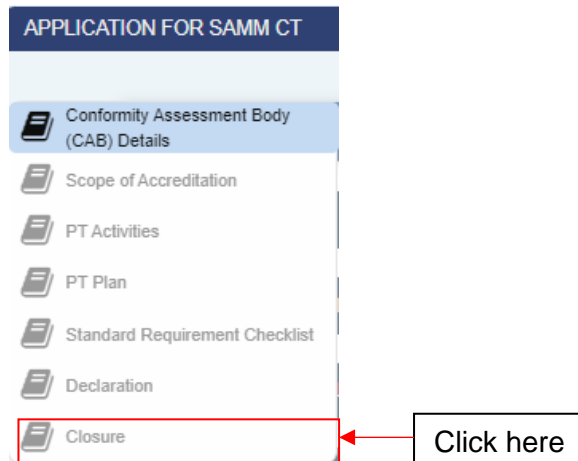 APPLICATION FOR SAMM CT
Conformity Assessment Body
(CAB) Details
Scope of Accreditation
PT Activities
PT Plan
Standard Requirement Checklist
Declaration
Closure
Click here